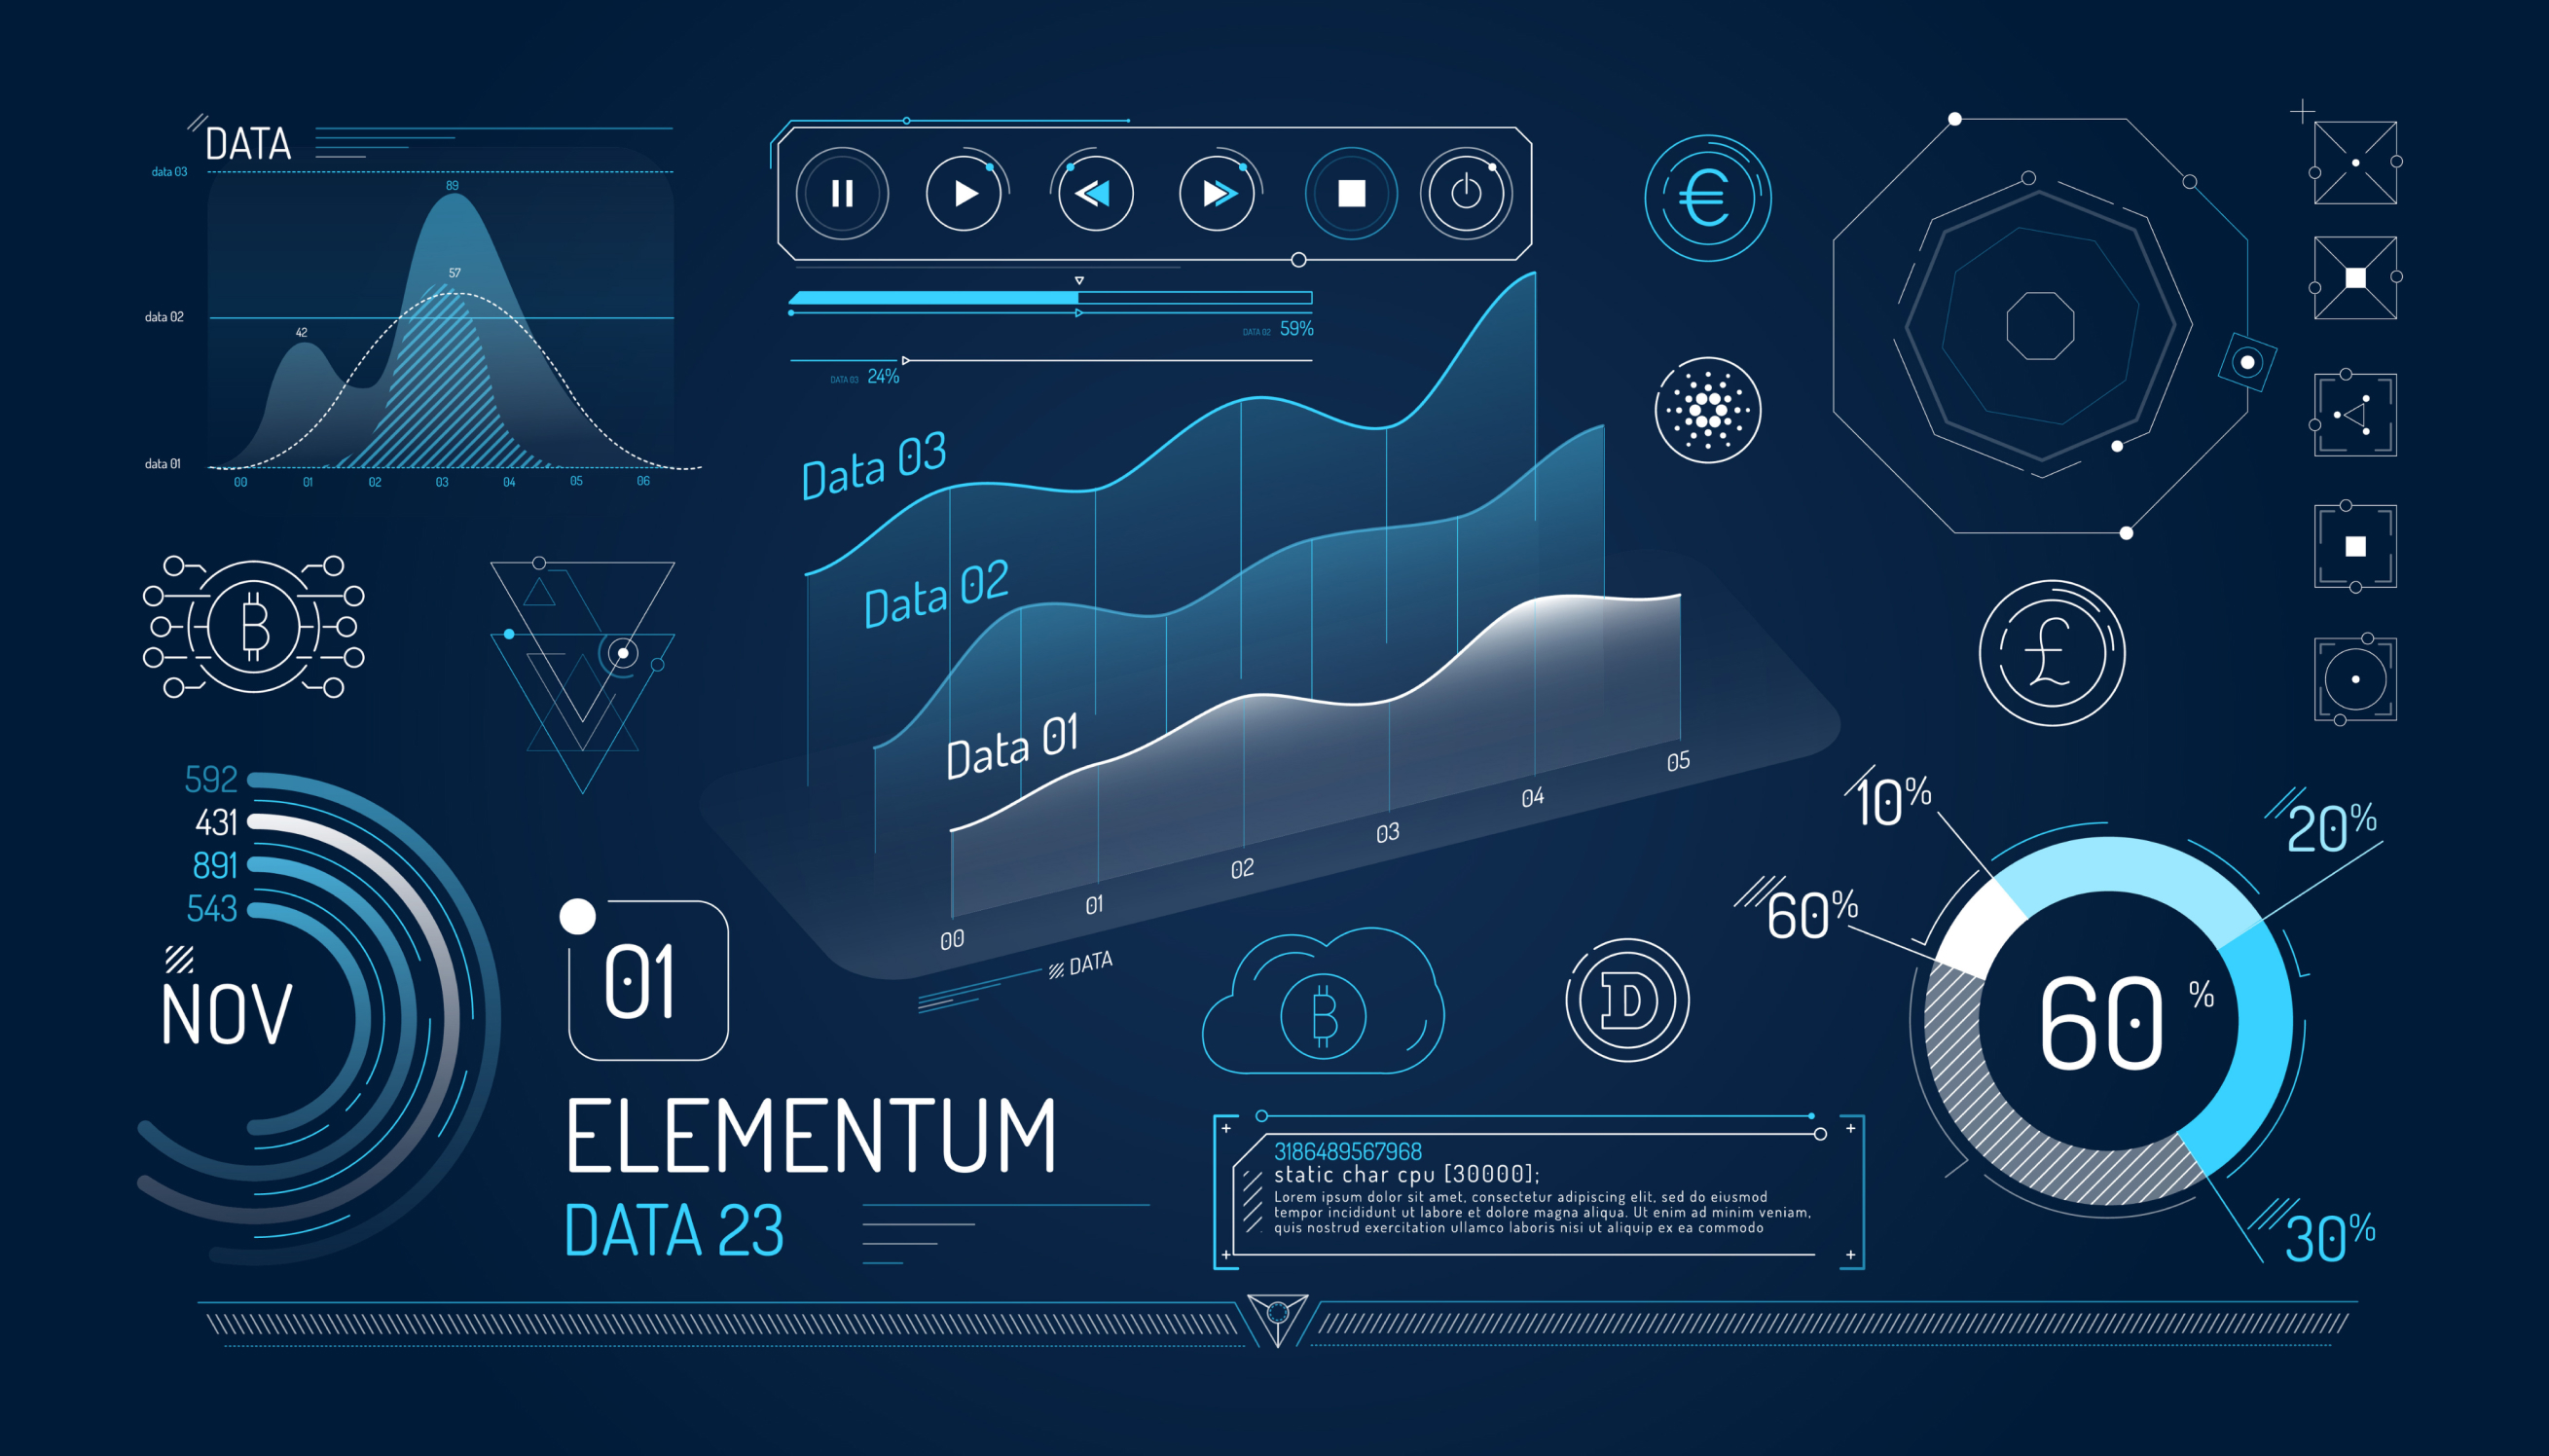 DATA
data 03
89
57
data 02
42
data 01
00 01 02 03 04 05 06
€
DATA 02 59%
DATA 03 24%
Data 03
Data 02
Data 01
00 01 02 03 04 05
DATA
£
592
431
891
543
NOV
01
ELEMENTUM
DATA 23
D
3186489567968
static char cpu [30000];
Lorem ipsum dolor sit amet, consectetur adipiscing elit, sed do eiusmod
tempor incididunt ut labore et dolore magna aliqua. Ut enim ad minim veniam,
quis nostrud exercitation ullamco laboris nisi ut aliquip ex ea commodo
10%
20%
60%
60%
30%